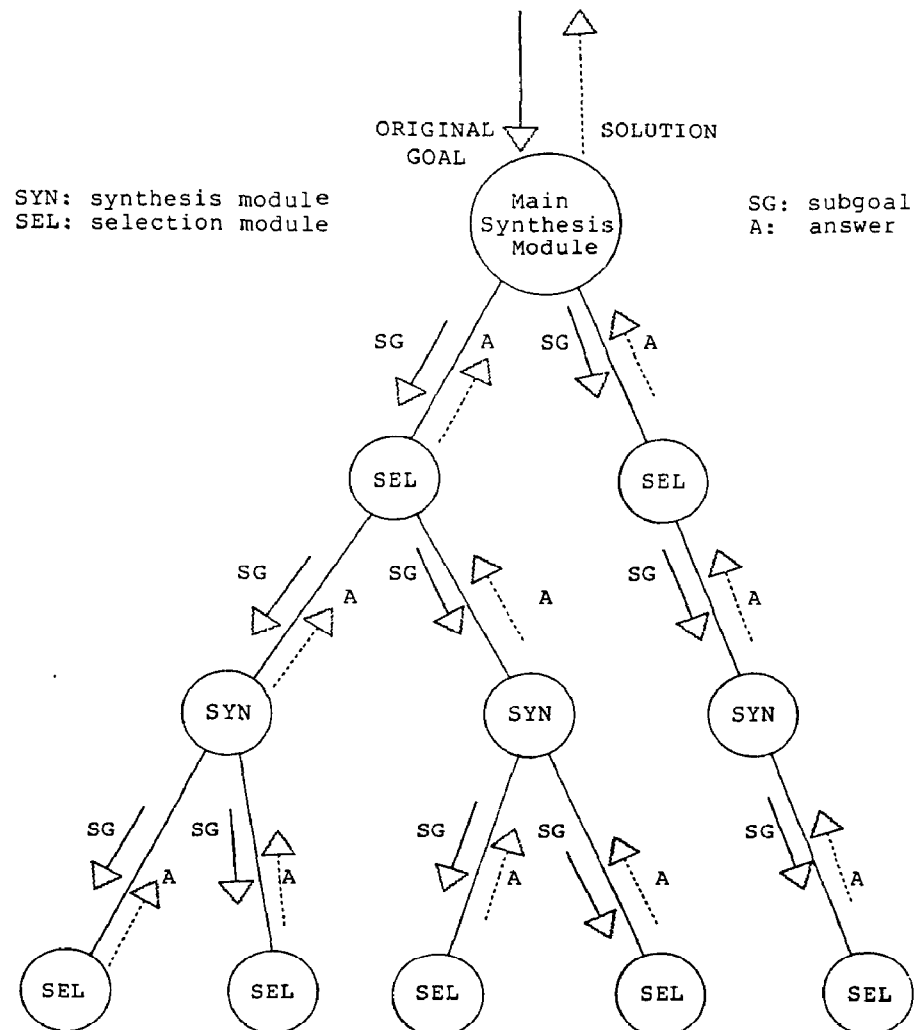 ORIGINAL
GOAL
SOLUTION
SYN: synthesis module
SEL: selection module
Main
Synthesis
Module
SG: subgoal
A: answer
SG
A
SG
A
SEL
SEL
SG
A
SG
A
SG
A
SYN
SYN
SYN
SG
A
SG
A
SG
A
SG
A
SG
A
SEL
SEL
SEL
SEL
SEL